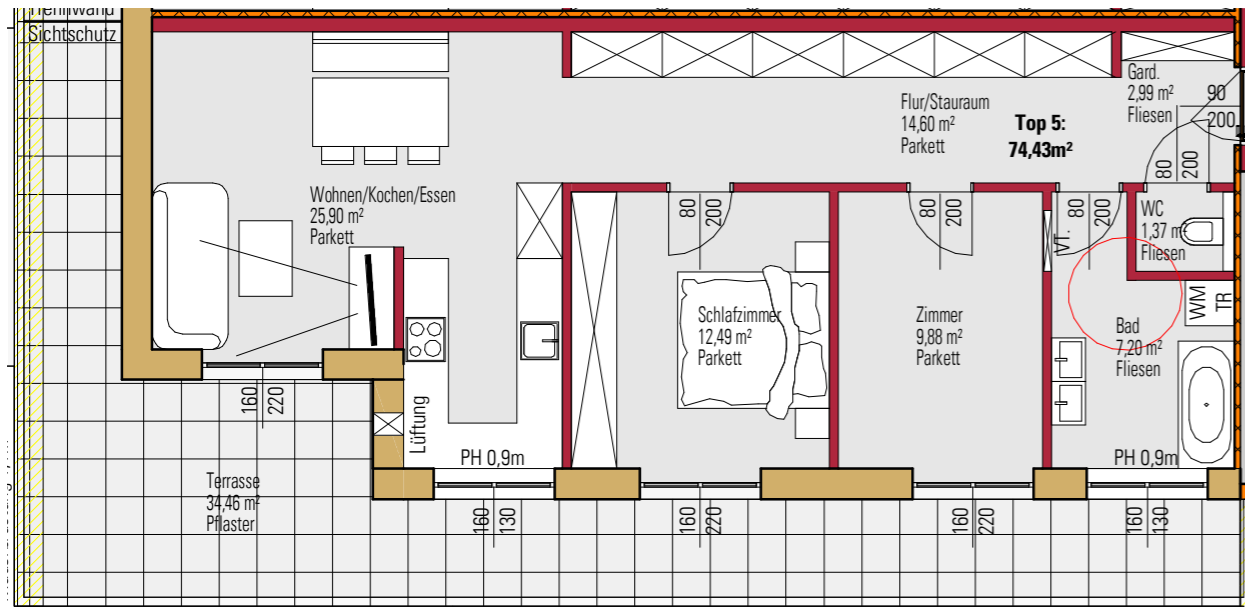 Trennwand
Sichtschutz
Gard.
2,99 m²
Fliesen
90
200
Flur/Stauraum
14,60 m²
Parkett
Top 5:
74,43m²
80
200
Wohnen/Kochen/Essen
25,90 m²
Parkett
80
200
80
200
80
200
VT.
WC
1,37 m²
Fliesen
WM
TR
Schlafzimmer
12,49 m²
Parkett
Zimmer
9,88 m²
Parkett
Bad
7,20 m²
Fliesen
160
220
Lüftung
PH 0,9m
PH 0,9m
Terrasse
34,46 m²
Pflaster
160
130
160
220
160
220
160
130